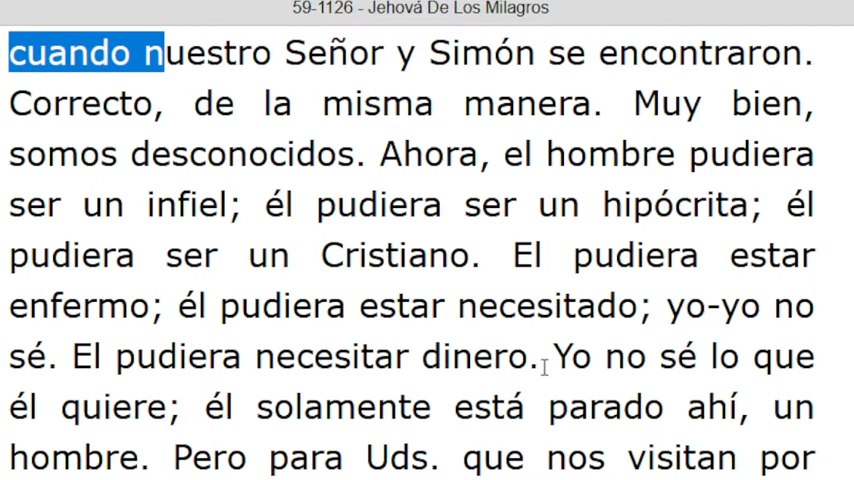 59-1126 - Jehová De Los Milagros
cuando nuestro Señor y Simón se encontraron.
Correcto, de la misma manera. Muy bien,
somos desconocidos. Ahora, el hombre pudiera
ser un infiel; él pudiera ser un hipócrita; él
pudiera ser un Cristiano. El pudiera estar
enfermo; él pudiera estar necesitado; yo-yo no
sé. El pudiera necesitar dinero. Yo no sé lo que
él quiere; él solamente está parado ahí, un
hombre. Pero para Uds. que nos visitan por